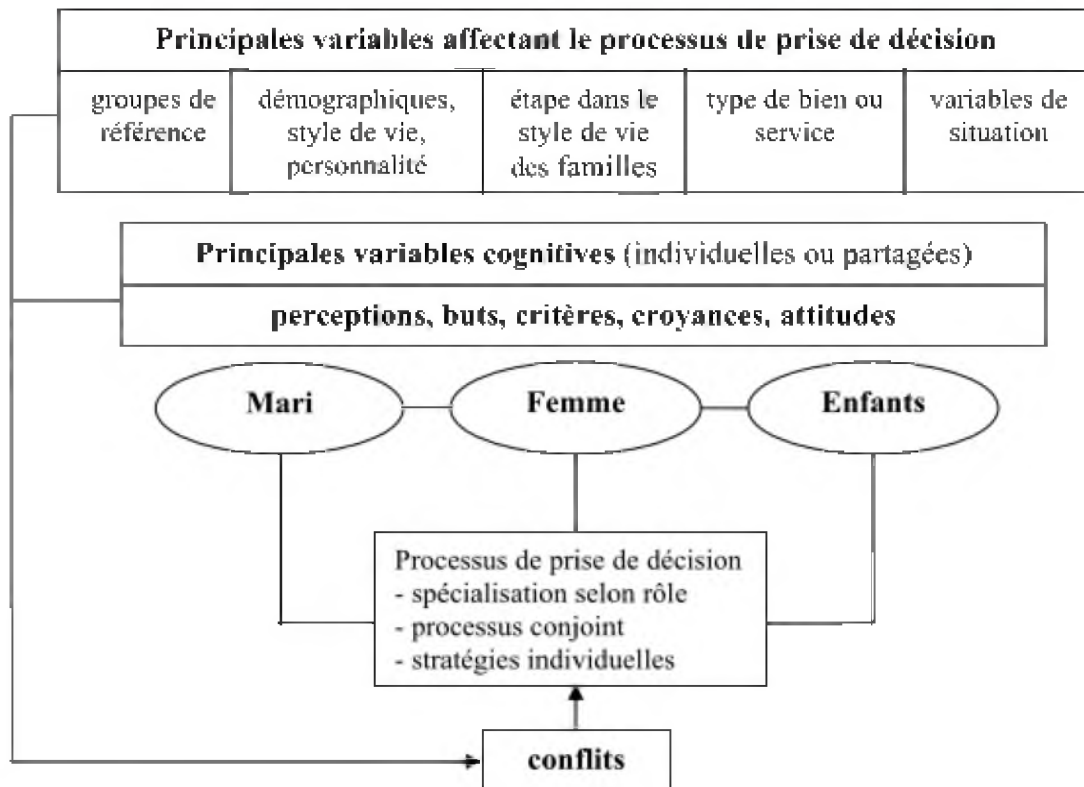 Principales variables affectant le processus de prise de décision
groupes de
référence
démographiques,
style de vie,
personnalité
étape dans le
style de vie
des familles
type de bien ou
service
variables de
situation
Principales variables cognitives (individuelles ou partagées)
perceptions, buts, critères, croyances, attitudes
Mari
Femme
Enfants
Processus de prise de décision
- spécialisation selon rôle
- processus conjoint
- stratégies individuelles
conflits